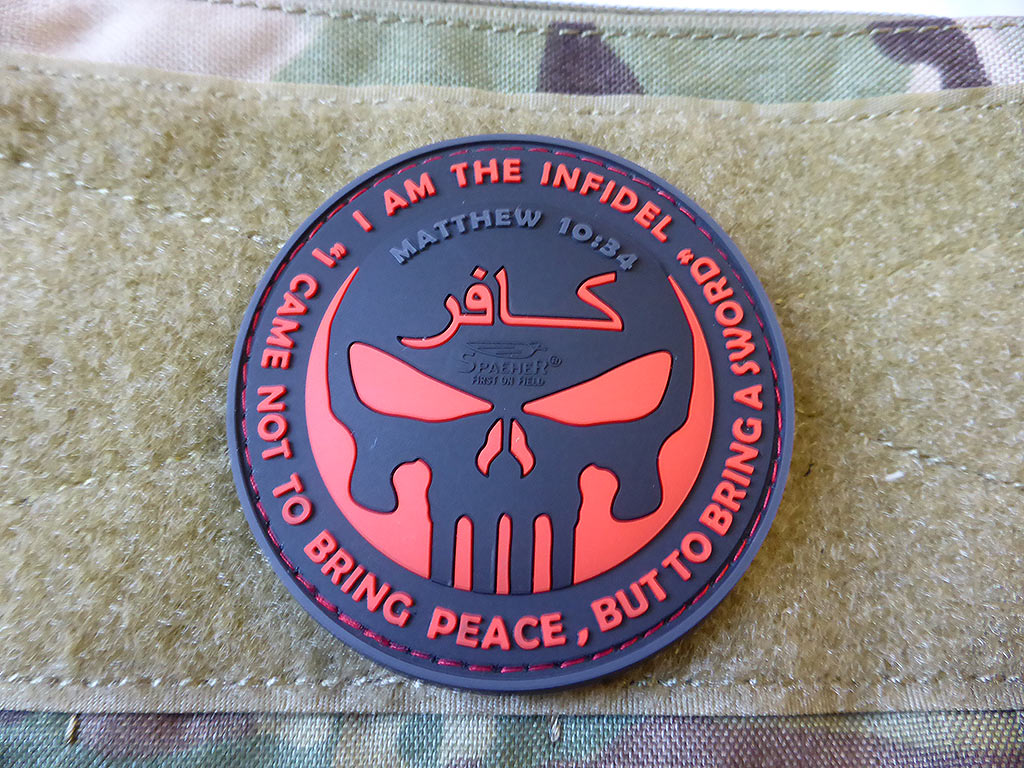 I AM THE INFIDEL
"I CAME NOT TO BRING PEACE, BUT TO BRING A SWORD"
MATTHEW 10:34
كافر
SPAEHER®
FIRST ON FIELD